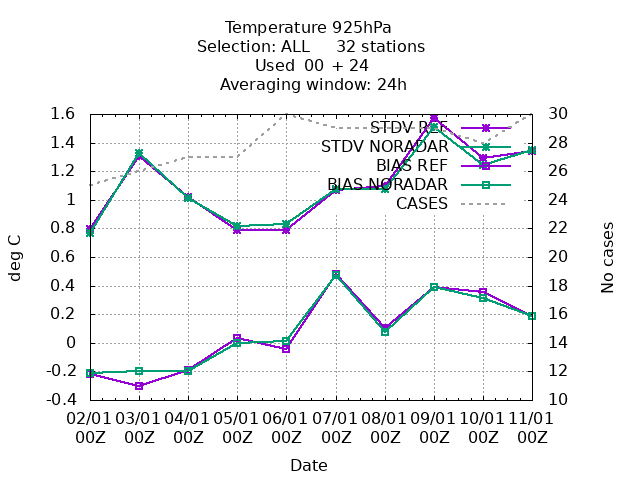 Temperature 925hPa
Selection: ALL     32 stations
Used  00 + 24
Averaging window: 24h
1.6
1.4
1.2
1
0.8
0.6
0.4
0.2
0
-0.2
-0.4
deg C
30
28
26
24
22
20
18
16
14
12
10
No cases
STDV REF
STDV NORADAR
BIAS REF
BIAS NORADAR
CASES
02/01 03/01 04/01 05/01 06/01 07/01 08/01 09/01 10/01 11/01
00Z 00Z 00Z 00Z 00Z 00Z 00Z 00Z 00Z 00Z
Date